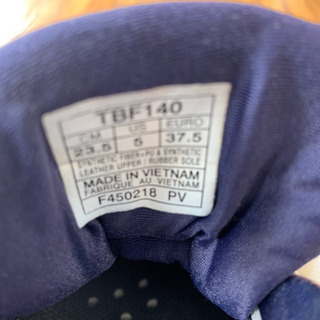 TBF140
CM US EURO
23.5 5 37.5
SYNTHETIC FIBER+PU & SYNTHETIC
LEATHER UPPER / RUBBER SOLE
MADE IN VIETNAM
FABRIQUE AU VIETNAM
F450218 PV